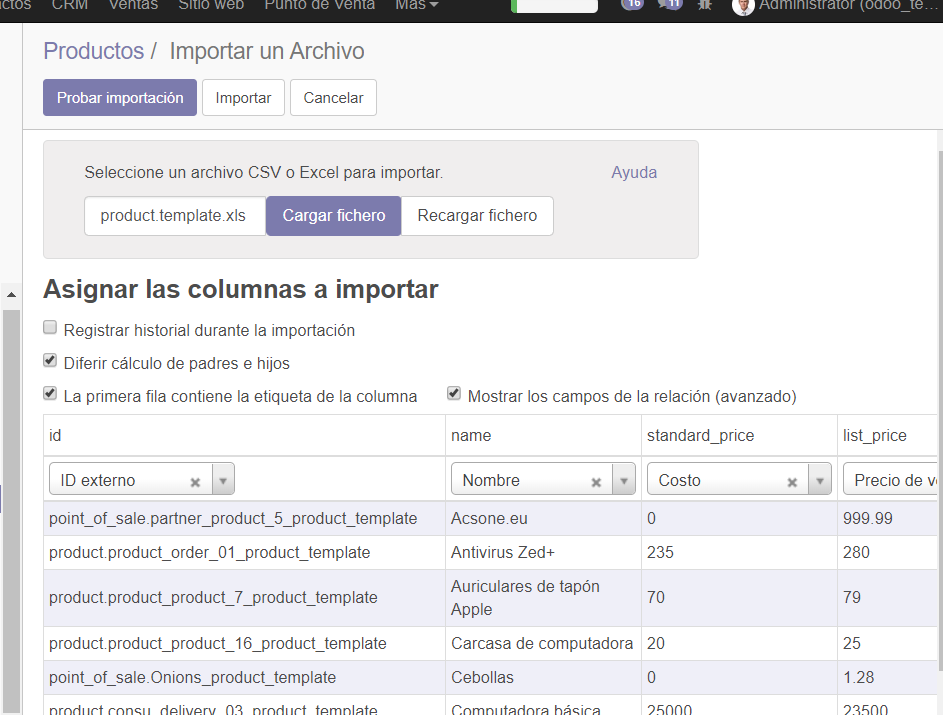 CRM Ventas Sitio web Punto de Venta Más 16 11 Administrator (odoo_te...
Productos / Importar un Archivo
Probar importación Importar Cancelar
Seleccione un archivo CSV o Excel para importar. Ayuda
product.template.xls Cargar fichero Recargar fichero
Asignar las columnas a importar
Registrar historial durante la importación
Diferir cálculo de padres e hijos
La primera fila contiene la etiqueta de la columna Mostrar los campos de la relación (avanzado)
id name standard_price list_price
ID externo Nombre Costo Precio de v
point_of_sale.partner_product_5_product_template Acsone.eu 0 999.99
product.product_order_01_product_template Antivirus Zed+ 235 280
product.product_product_7_product_template Auriculares de tapón 70 79
Apple
product.product_product_16_product_template Carcasa de computadora 20 25
point_of_sale.Onions_product_template Cebollas 0 1.28
product.consu_delivery_03_product_template Computadora básica 25000 23500